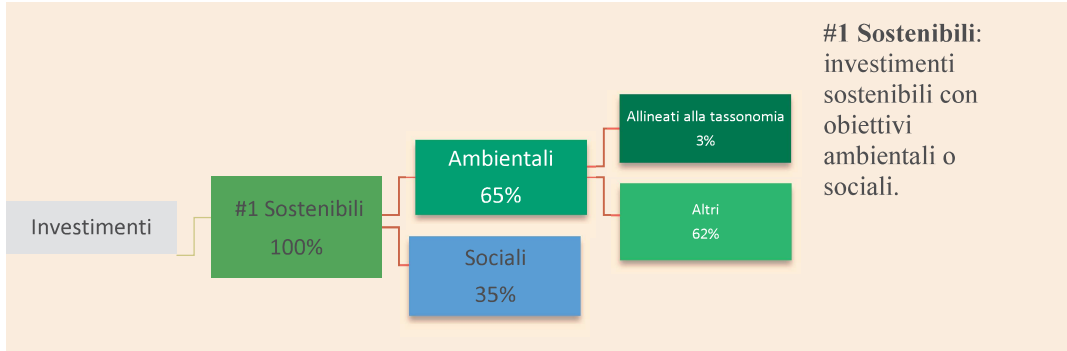 Investimenti
#1 Sostenibili
100%
Ambientali
65%
Sociali
35%
Allineati alla tassonomia
3%
Altri
62%
#1 Sostenibili:
investimenti
sostenibili con
obiettivi
ambientali o
sociali.